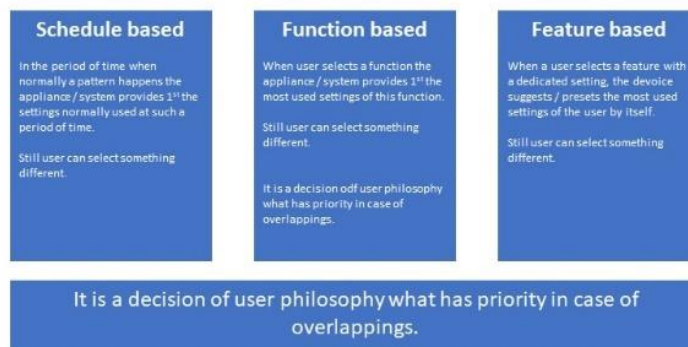 Schedule based
In the period of time when
normally a pattern happens the
appliance / system provides 1st the
settings normally used at such a
period of time.
Still user can select something
different.
Function based
When user selects a function the
appliance / system provides 1st the
most used settings of this function.
Still user can select something
different.
It is a decision odf user philosophy
what has priority in case of
overlappings.
Feature based
When a user selects a feature with
a dedicated setting, the devoice
suggests / presets the most used
settings of the user by itself.
Still user can select something
different.
It is a decision of user philosophy what has priority in case of
overlappings.